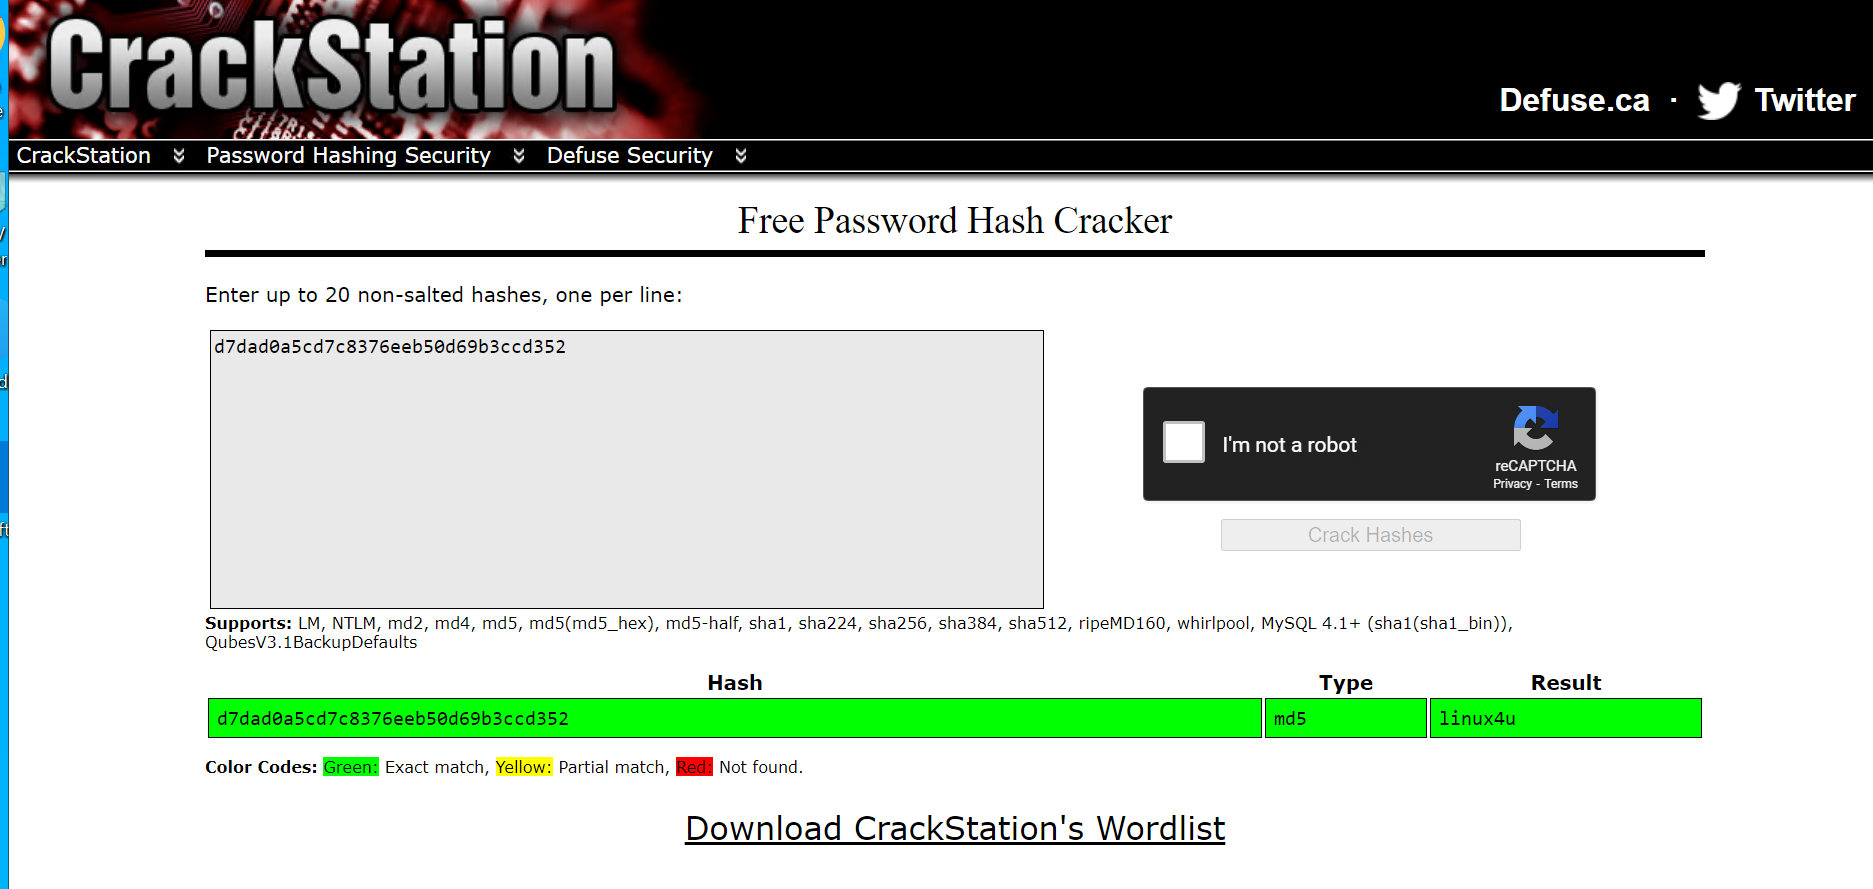 CrackStation
Defuse.ca · Twitter
CrackStation Password Hashing Security Defuse Security
Free Password Hash Cracker
Enter up to 20 non-salted hashes, one per line:
d7dad0a5cd7c8376eeb50d69b3ccd352
I'm not a robot
reCAPTCHA
Privacy - Terms
Crack Hashes
Supports: LM, NTLM, md2, md4, md5, md5(md5_hex), md5-half, sha1, sha224, sha256, sha384, sha512, ripeMD160, whirlpool, MySQL 4.1+ (sha1(sha1_bin)),
QubesV3.1BackupDefaults
Hash Type Result
d7dad0a5cd7c8376eeb50d69b3ccd352 md5 linux4u
Color Codes: Green: Exact match, Yellow: Partial match, Red: Not found.
Download CrackStation's Wordlist